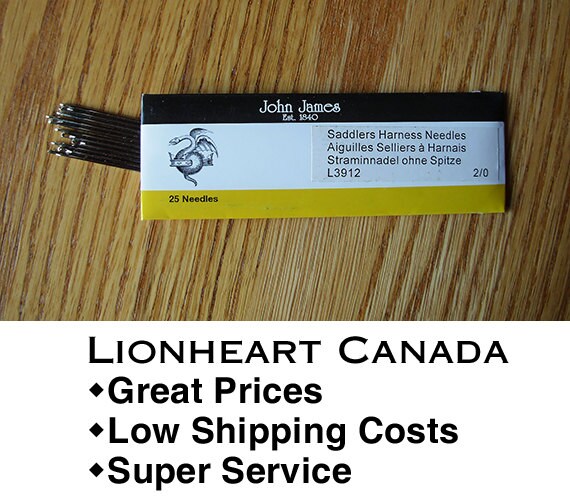 John James
Est. 1840
Saddlers Harness Needles
Aiguilles Selliers à Harnais
Straminnadel ohne Spitze
L3912 2/0
25 Needles
Lionheart Canada
◆Great Prices
◆Low Shipping Costs
◆Super Service